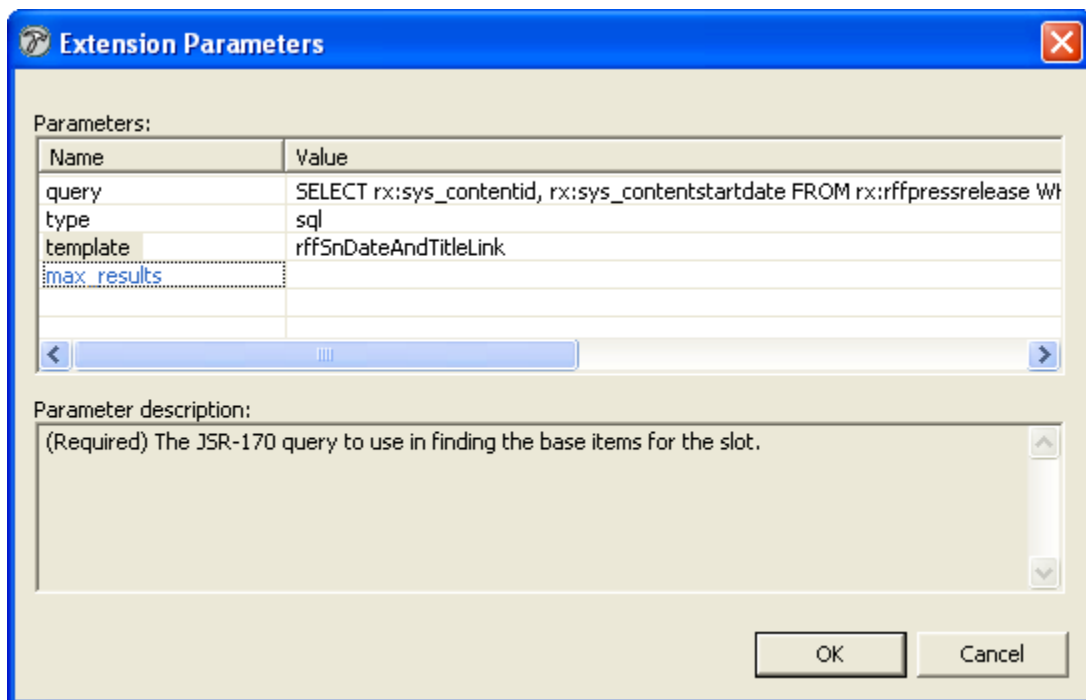 Extension Parameters
Parameters:
Name Value
query SELECT rx:sys_contentid, rx:sys_contentstartdate FROM rx:rffpressrelease WH
type sql
template rffSnDateAndTitleLink
max_results
Parameter description:
(Required) The JSR-170 query to use in finding the base items for the slot.
OK Cancel